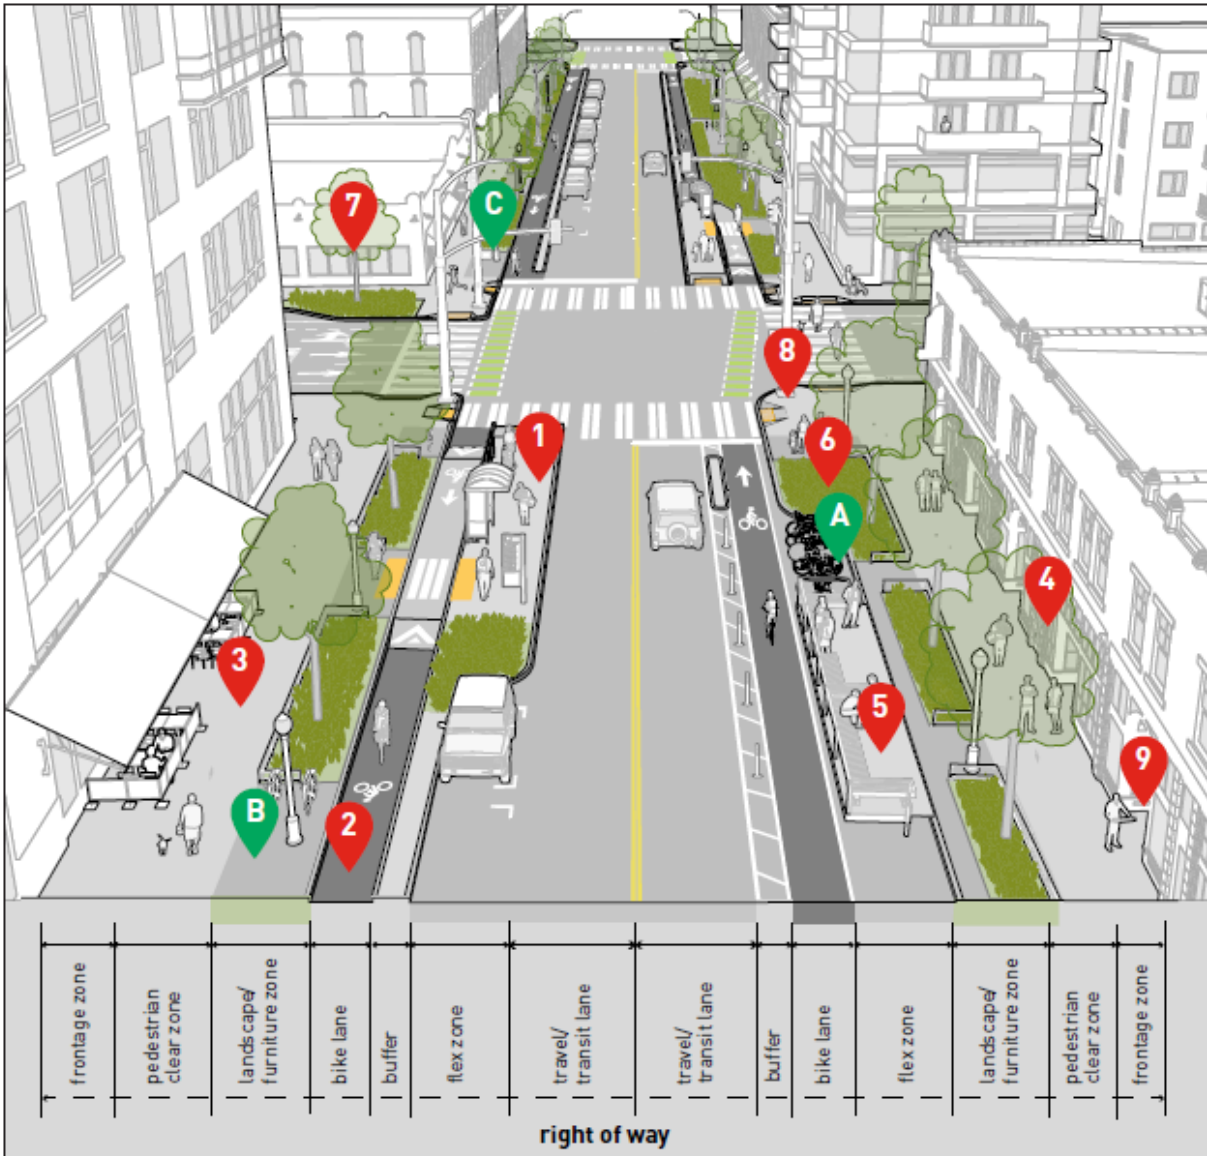 7
C
8
1
6
A
4
3
5
9
B
2
frontage zone
pedestrian
clear zone
landscape/
furniture zone
bike lane
buffer
flex zone
travel/
transit lane
travel/
transit lane
buffer
bike lane
flex zone
landscape/
furniture zone
pedestrian
clear zone
frontage zone
right of way